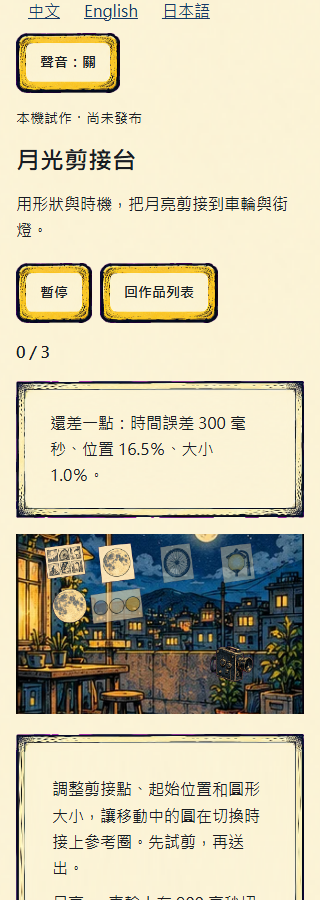 中文 English 日本語
聲音：關
本機試作・尚未發布
月光剪接台
用形狀與時機，把月亮剪接到車輪與街
燈。
暫停 回作品列表
0 / 3
還差一點：時間誤差 300 毫
秒、位置 16.5%、大小
1.0%。
調整剪接點、起始位置和圓形
大小，讓移動中的圓在切換時
接上參考圈。先試剪，再送
出。